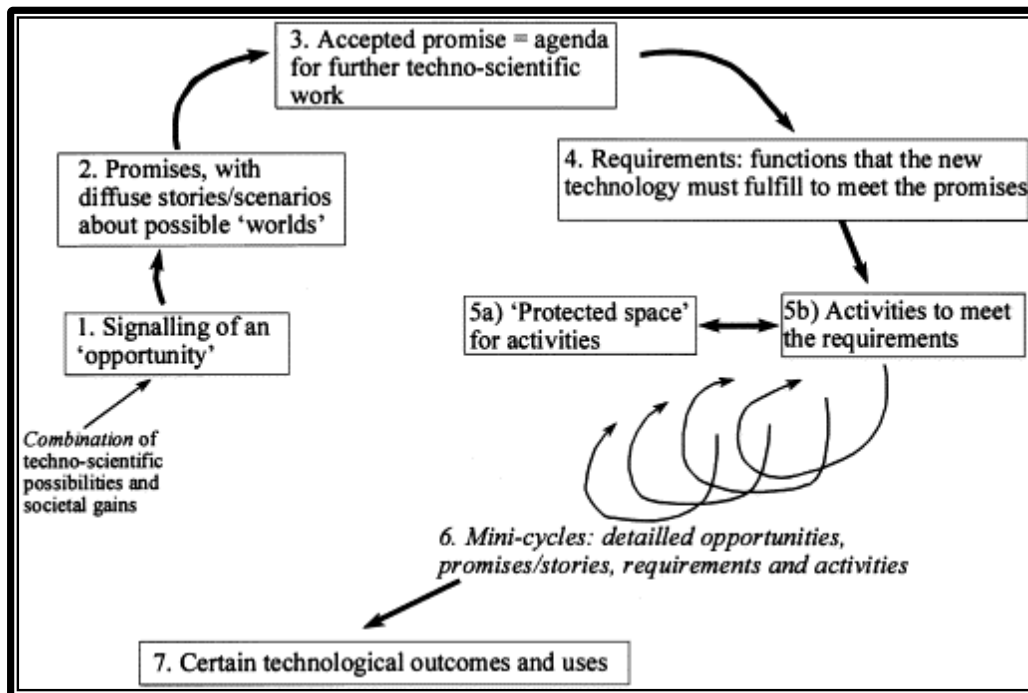 3. Accepted promise = agenda
for further techno-scientific
work
2. Promises, with
diffuse stories/scenarios
about possible ‘worlds’
4. Requirements: functions that the new
technology must fulfill to meet the promises
1. Signalling of an
‘opportunity’
5a) ‘Protected space’
for activities
5b) Activities to meet
the requirements
Combination of
techno-scientific
possibilities and
societal gains
6. Mini-cycles: detailled opportunities,
promises/stories, requirements and activities
7. Certain technological outcomes and uses